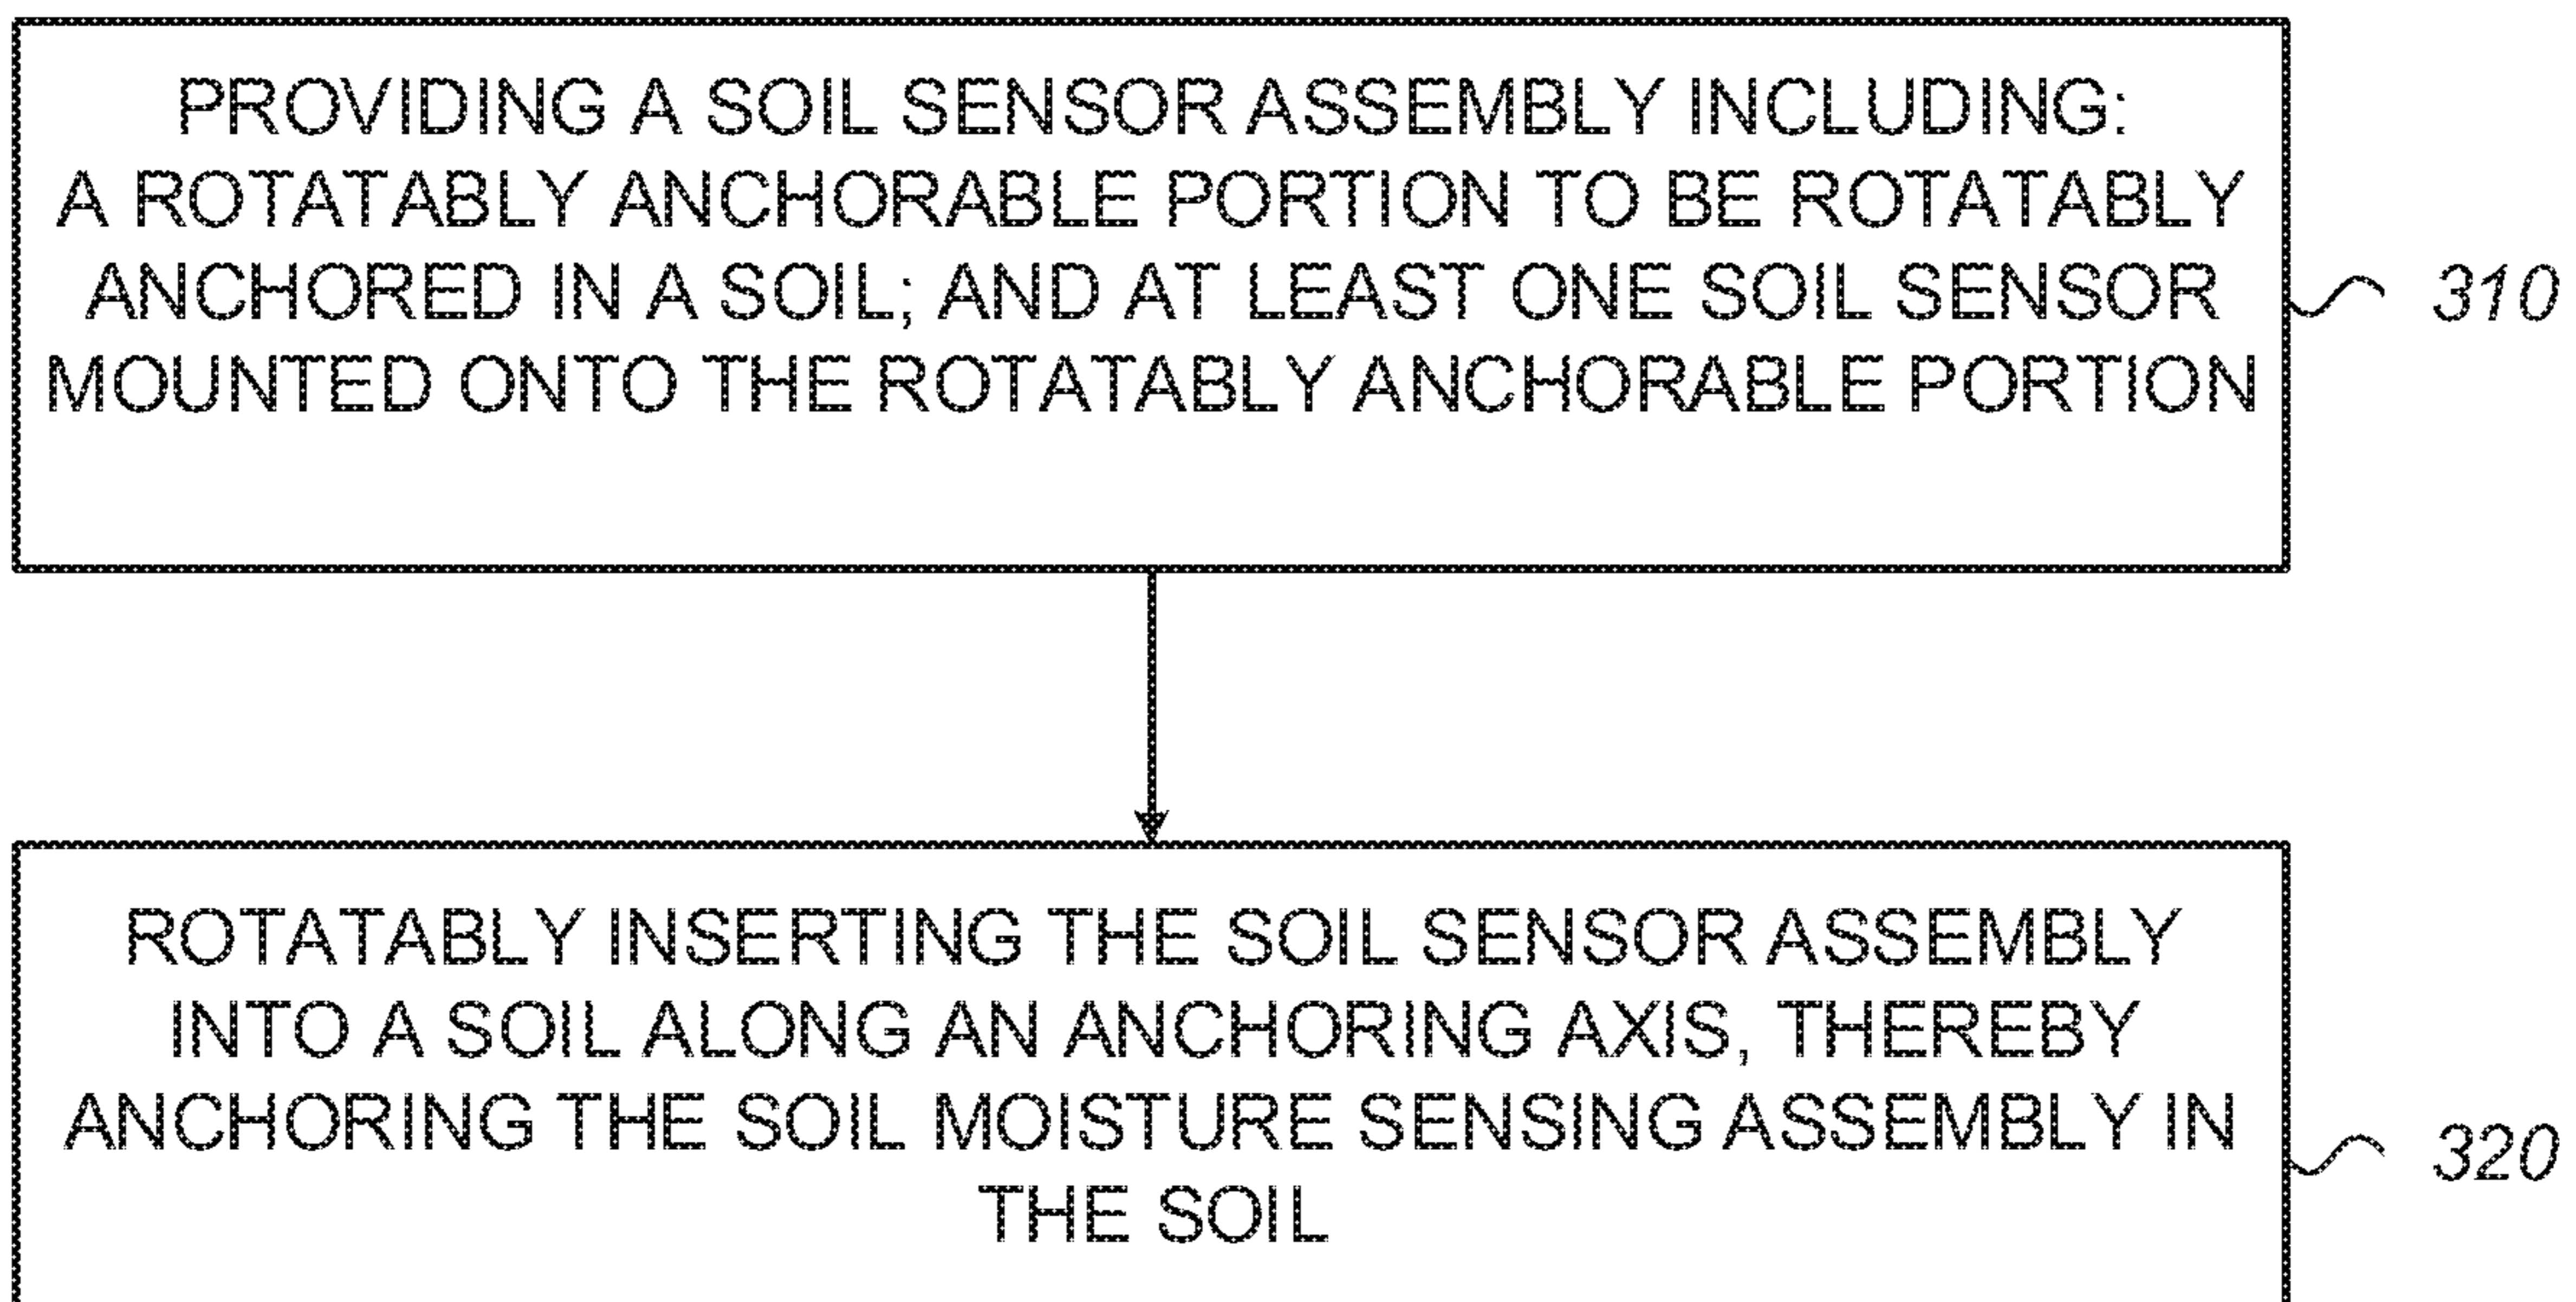 PROVIDING A SOIL SENSOR ASSEMBLY INCLUDING:
A ROTATABLY ANCHORABLE PORTION TO BE ROTATABLY
ANCHORED IN A SOIL; AND AT LEAST ONE SOIL SENSOR
MOUNTED ONTO THE ROTATABLY ANCHORABLE PORTION
310
ROTATABLY INSERTING THE SOIL SENSOR ASSEMBLY
INTO A SOIL ALONG AN ANCHORING AXIS, THEREBY
ANCHORING THE SOIL MOISTURE SENSING ASSEMBLY IN
THE SOIL
320